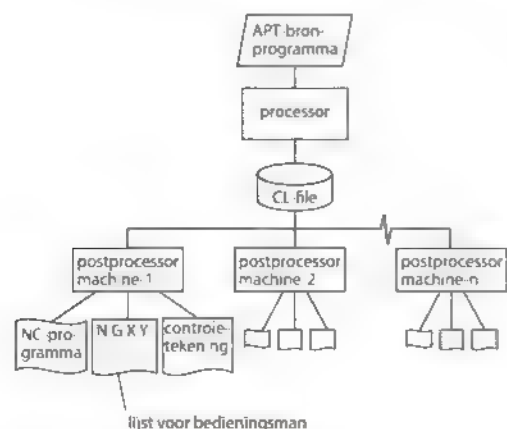 APT-bron-
programma
processor
CL-file
postprocessor
machine-1
postprocessor
machine-2
postprocessor
machine-n
NC-pro-
gramma
N G X Y
controle-
tekening
lijst voor bedieningsman